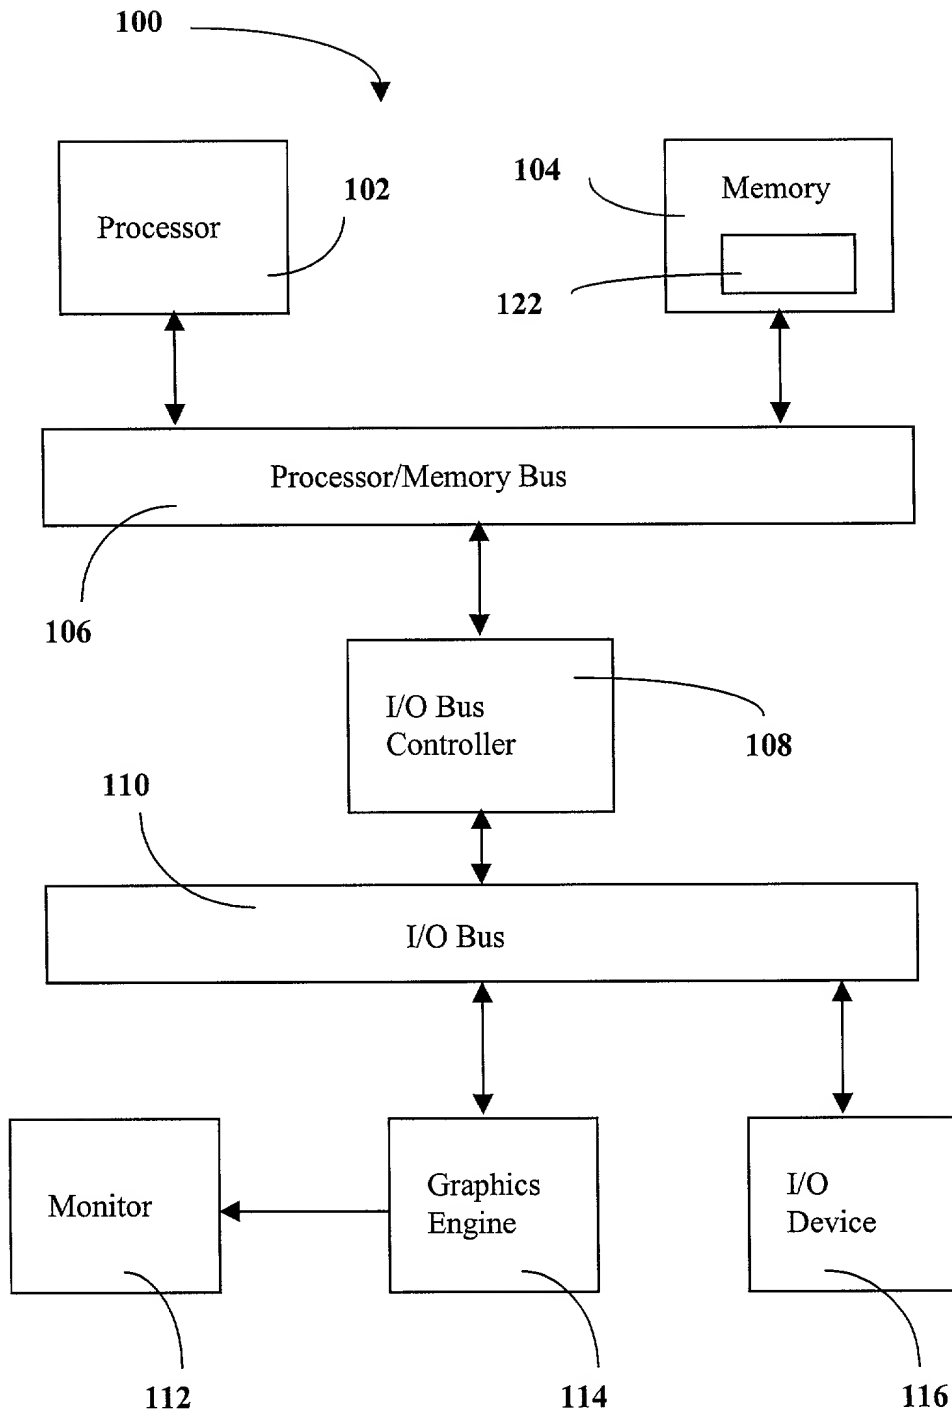 100
102
104
Memory
Processor
122
Processor/Memory Bus
106
I/O Bus
Controller
108
110
I/O Bus
Monitor
Graphics
Engine
I/O
Device
112
114
116